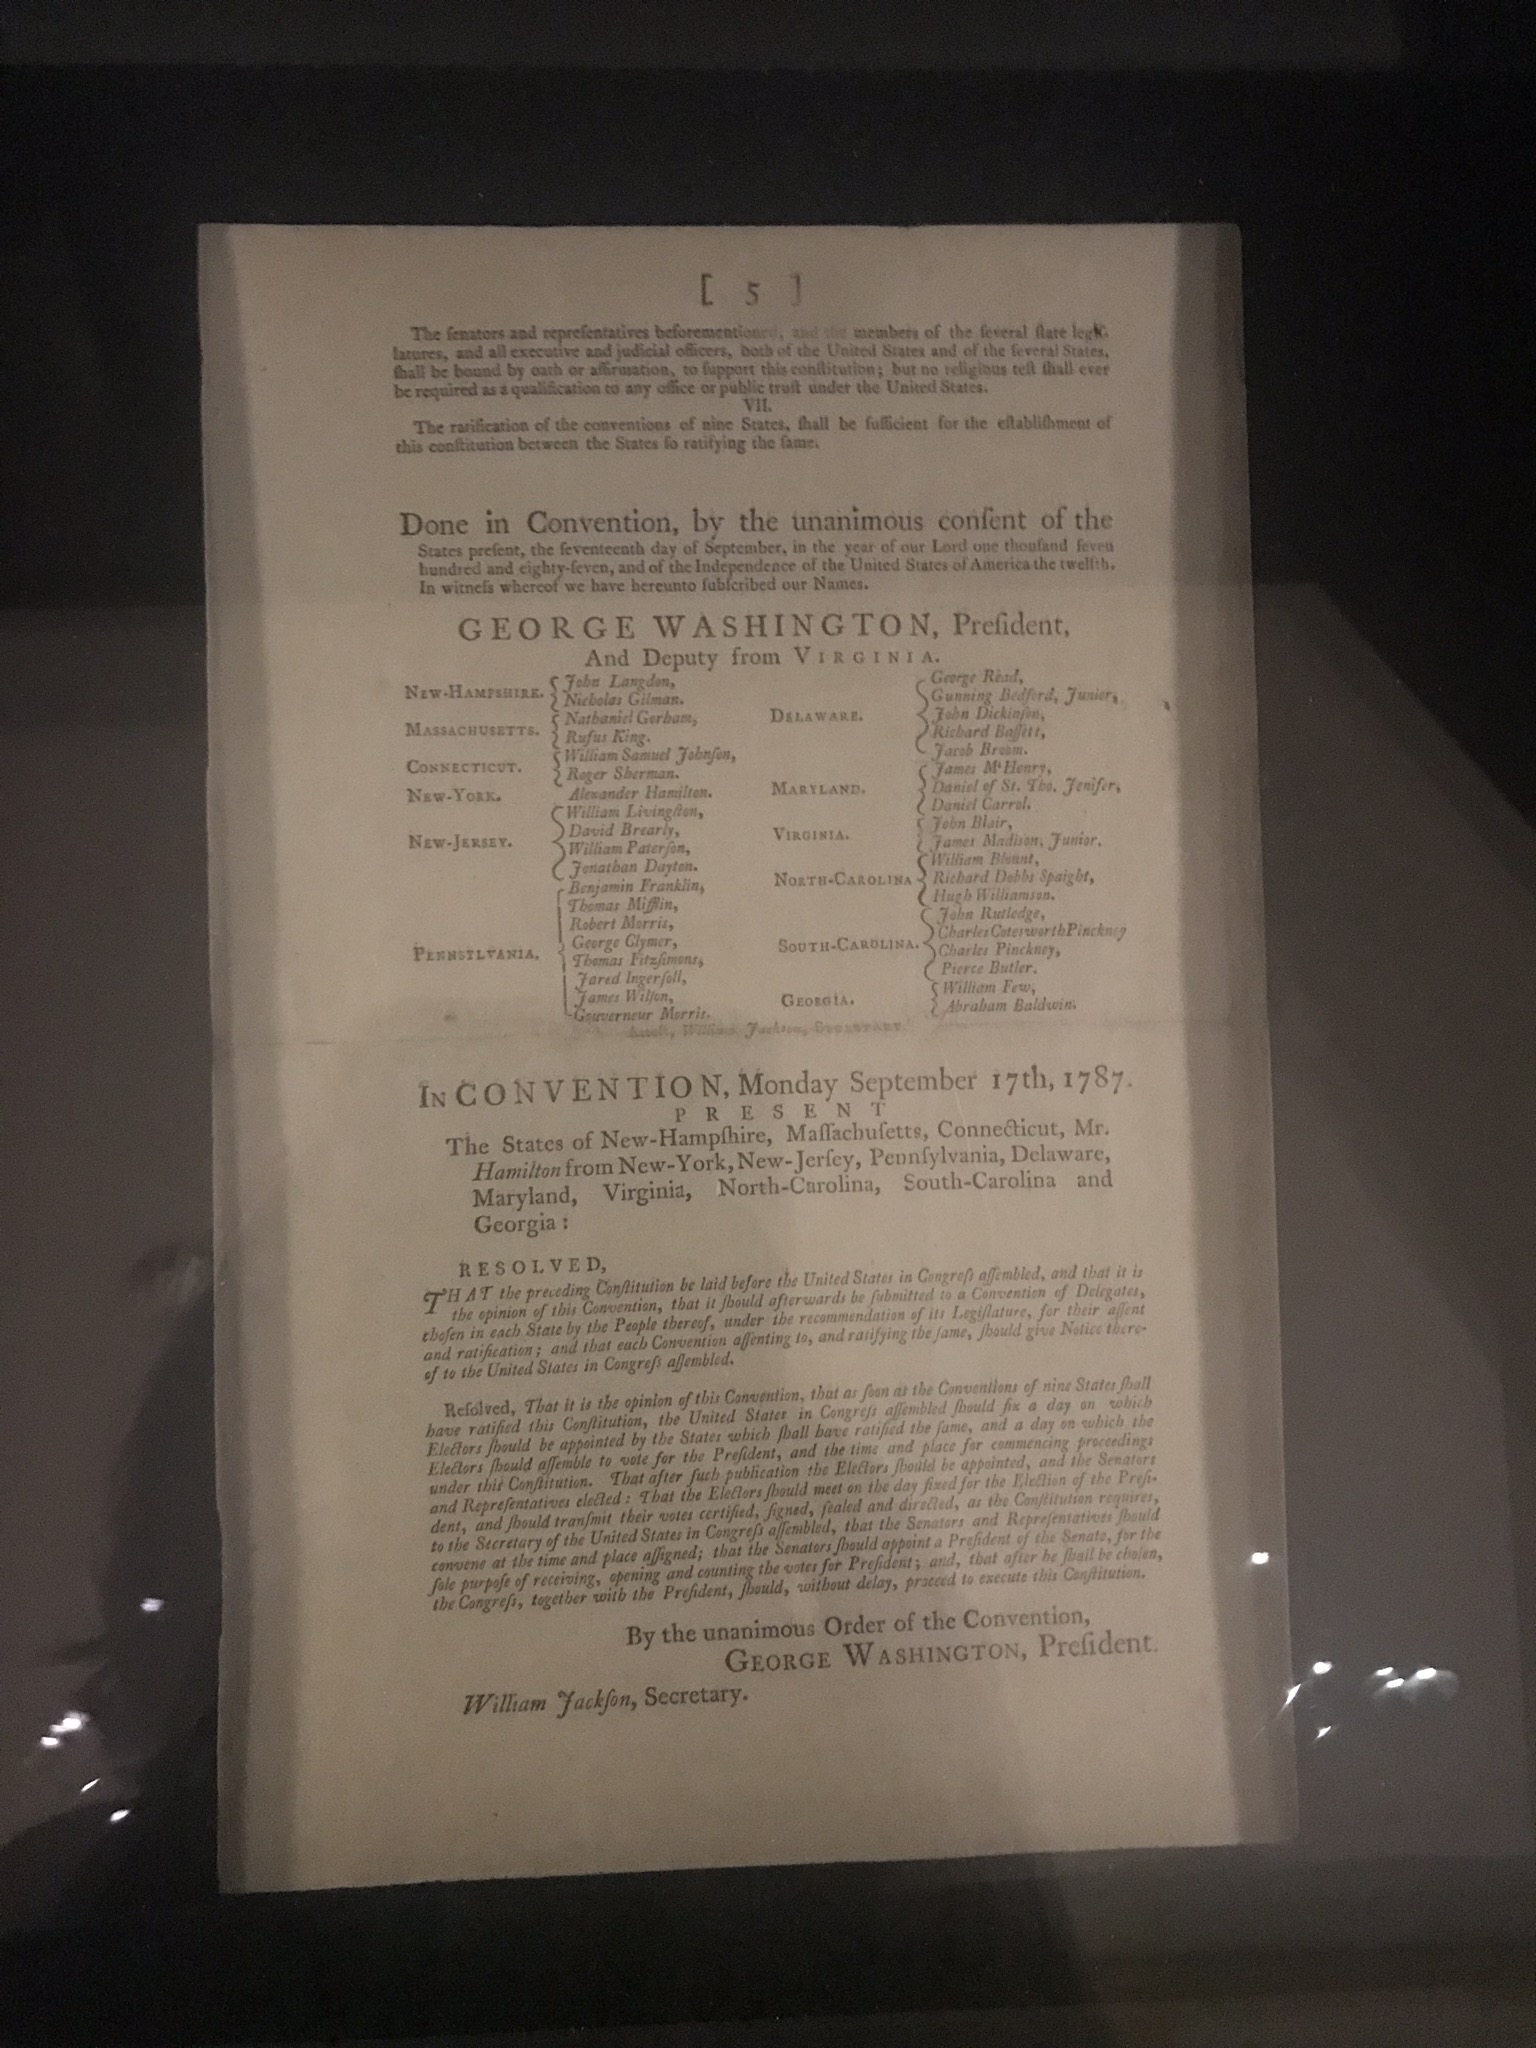 [ 5 ]
The ſenators and repreſentatives beforementioned, and the members of the ſeveral ſtate legiſ-
latures, and all executive and judicial officers, both of the United States and of the ſeveral States,
ſhall be bound by oath or affirmation, to ſupport this conſtitution; but no religious teſt ſhall ever
be required as a qualification to any office or public truſt under the United States.
VII.
The ratification of the conventions of nine States, ſhall be ſufficient for the eſtabliſhment of
this conſtitution between the States ſo ratifying the ſame.
Done in Convention, by the unanimous conſent of the
States preſent, the ſeventeenth day of September, in the year of our Lord one thouſand ſeven
hundred and eighty-ſeven, and of the Independence of the United States of America the twelfth.
In witneſs whereof we have hereunto ſubſcribed our Names.
GEORGE WASHINGTON, Preſident,
And Deputy from VIRGINIA.
NEW-HAMPSHIRE. John Langdon,
Nicholas Gilman.
MASSACHUSETTS. Nathaniel Gorham,
Rufus King.
CONNECTICUT. William Samuel Johnſon,
Roger Sherman.
NEW-YORK. Alexander Hamilton.
NEW-JERSEY. William Livingſton,
David Brearly,
William Paterſon,
Jonathan Dayton.
PENNSYLVANIA. Benjamin Franklin,
Thomas Mifflin,
Robert Morris,
George Clymer,
Thomas Fitzſimons,
Jared Ingerſoll,
James Wilſon,
Gouverneur Morris.
DELAWARE. George Read,
Gunning Bedford, Junior,
John Dickinſon,
Richard Baſſett,
Jacob Broom.
MARYLAND. James Mc Henry,
Daniel of St. Tho. Jenifer,
Daniel Carrol.
VIRGINIA. John Blair,
James Madison, Junior.
NORTH-CAROLINA William Blount,
Richard Dobbs Spaight,
Hugh Williamson.
SOUTH-CAROLINA. John Rutledge,
Charles Cotesworth Pinckney
Charles Pinckney,
Pierce Butler.
GEORGIA. William Few,
Abraham Baldwin.
Attest, William Jackson, SECRETARY.
IN CONVENTION, Monday September 17th, 1787.
PRESENT
The States of New-Hampſhire, Maſſachuſetts, Connecticut, Mr.
Hamilton from New-York, New-Jerſey, Pennſylvania, Delaware,
Maryland, Virginia, North-Carolina, South-Carolina and
Georgia:
RESOLVED,
THAT the preceding Conſtitution be laid before the United States in Congreſs aſſembled, and that it is
the opinion of this Convention, that it ſhould afterwards be ſubmitted to a Convention of Delegates,
choſen in each State by the People thereof, under the recommendation of its Legiſlature, for their aſſent
and ratification; and that each Convention aſſenting to, and ratifying the ſame, ſhould give Notice there-
of to the United States in Congreſs aſſembled.
Reſolved, That it is the opinion of this Convention, that as ſoon as the Conventions of nine States ſhall
have ratified this Conſtitution, the United States in Congreſs aſſembled ſhould fix a day on which
Electors ſhould be appointed by the States which ſhall have ratified the ſame, and a day on which the
Electors ſhould aſſemble to vote for the Preſident, and the time and place for commencing proceedings
under this Conſtitution. That after ſuch publication the Electors ſhould be appointed, and the Senators
and Repreſentatives elected: That the Electors ſhould meet on the day fixed for the Election of the Preſi-
dent, and ſhould tranſmit their votes certified, ſigned, ſealed and directed, as the Conſtitution requires,
to the Secretary of the United States in Congreſs aſſembled, that the Senators and Repreſentatives ſhould
convene at the time and place aſſigned; that the Senators ſhould appoint a Preſident of the Senate, for the
ſole purpoſe of receiving, opening and counting the votes for Preſident; and, that after he ſhall be choſen,
the Congreſs, together with the Preſident, ſhould, without delay, proceed to execute this Conſtitution.
By the unanimous Order of the Convention,
GEORGE WASHINGTON, Preſident.
William Jackſon, Secretary.